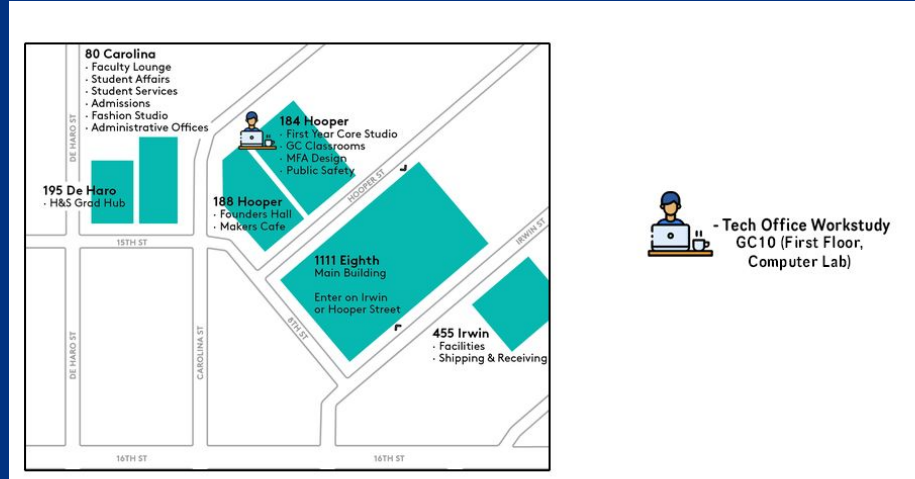 80 Carolina
· Faculty Lounge
· Student Affairs
· Student Services
· Admissions
· Fashion Studio
· Administrative Offices
DE HARO ST
184 Hooper
· First Year Core Studio
· GC Classrooms
· MFA Design
· Public Safety
195 De Haro
· H&S Grad Hub
188 Hooper
· Founders Hall
· Makers Cafe
HOOPER ST
IRWIN ST
15TH ST
1111 Eighth
Main Building
Enter on Irwin
or Hooper Street
8TH ST
455 Irwin
· Facilities
· Shipping & Receiving
DE HARO ST
CAROLINA ST
16TH ST
16TH ST
- Tech Office Workstudy
GC10 (First Floor,
Computer Lab)